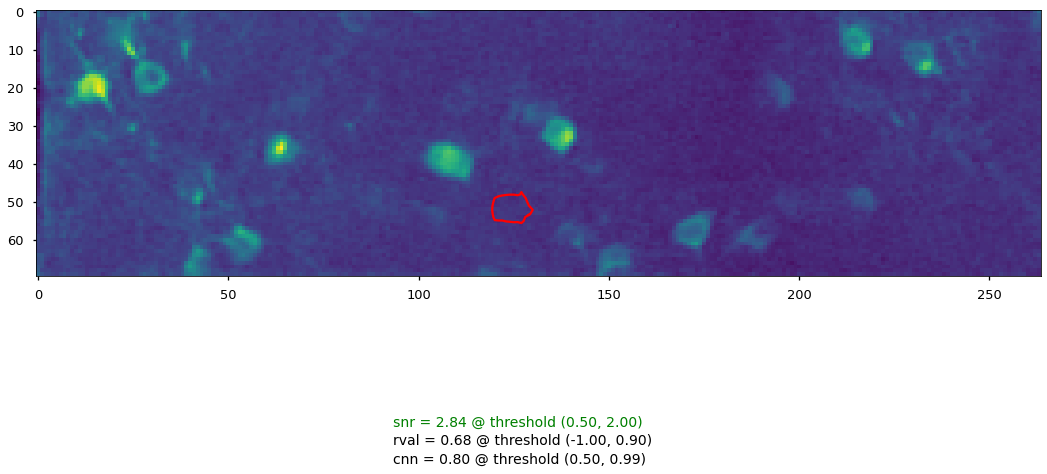 0
10
20
30
40
50
60
0 50 100 150 200 250
snr = 2.84 @ threshold (0.50, 2.00)
rval = 0.68 @ threshold (-1.00, 0.90)
cnn = 0.80 @ threshold (0.50, 0.99)